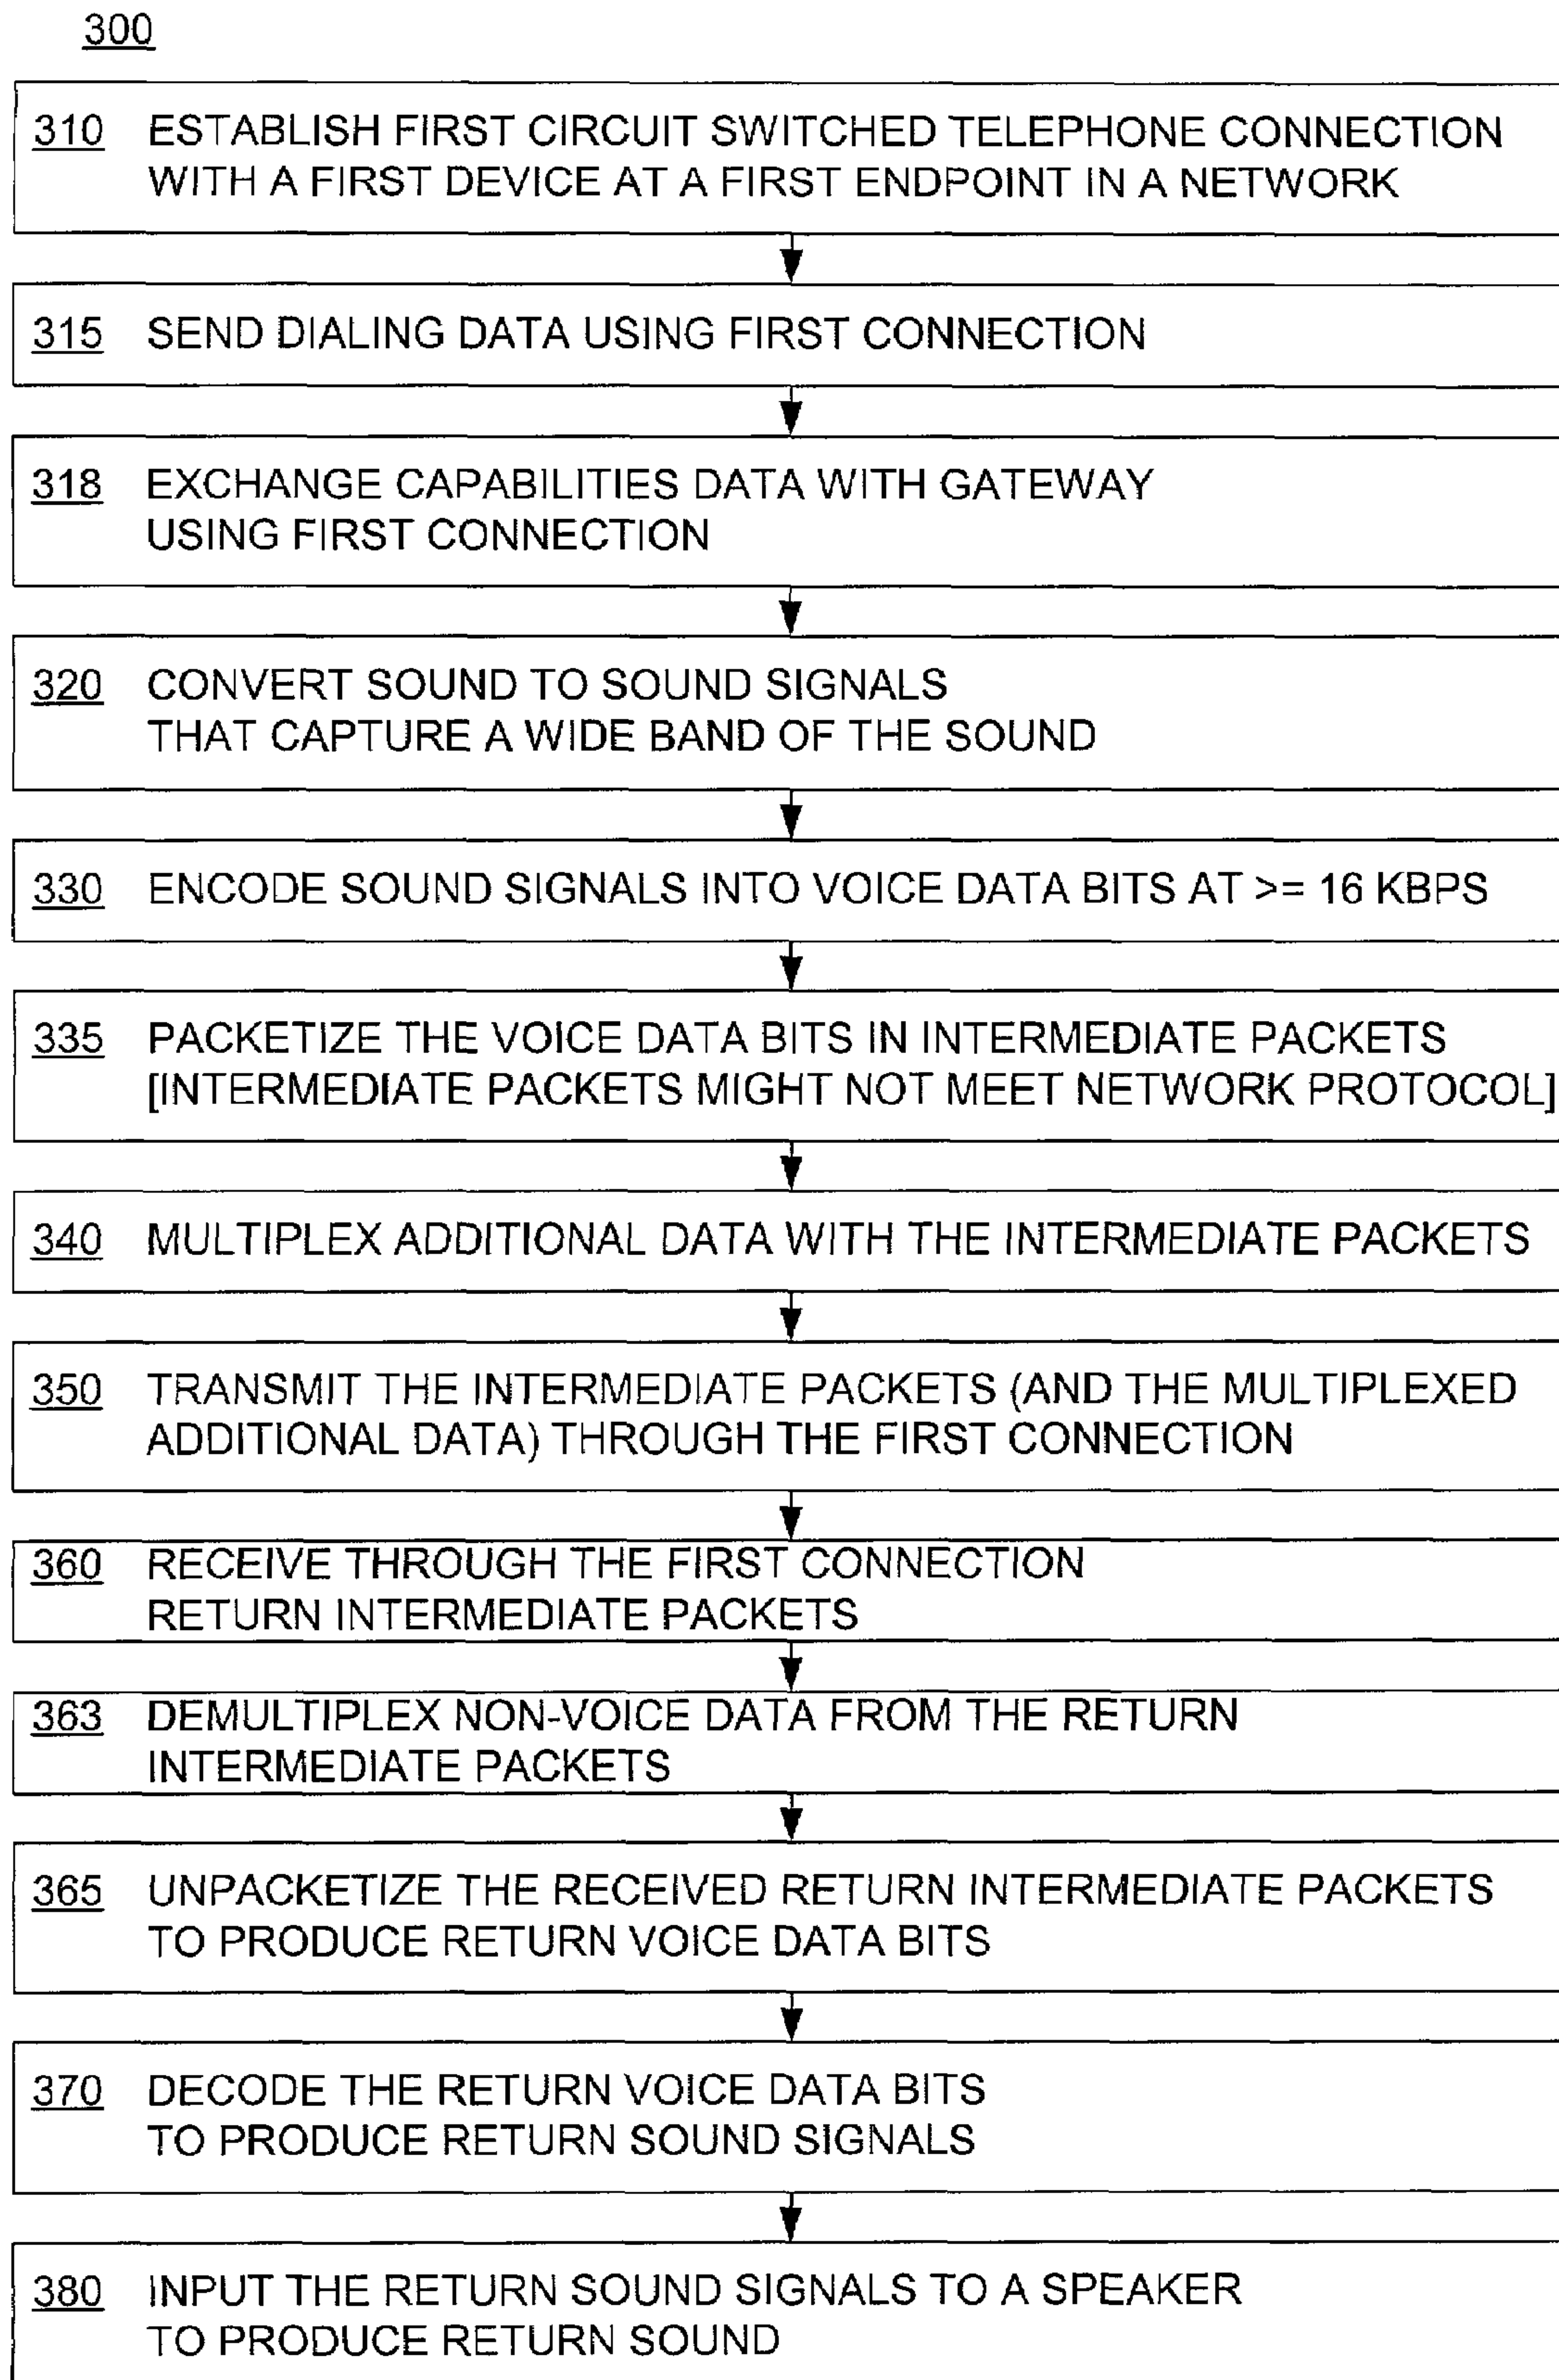 300
310 ESTABLISH FIRST CIRCUIT SWITCHED TELEPHONE CONNECTION
WITH A FIRST DEVICE AT A FIRST ENDPOINT IN A NETWORK
315 SEND DIALING DATA USING FIRST CONNECTION
318 EXCHANGE CAPABILITIES DATA WITH GATEWAY
USING FIRST CONNECTION
320 CONVERT SOUND TO SOUND SIGNALS
THAT CAPTURE A WIDE BAND OF THE SOUND
330 ENCODE SOUND SIGNALS INTO VOICE DATA BITS AT >= 16 KBPS
335 PACKETIZE THE VOICE DATA BITS IN INTERMEDIATE PACKETS
[INTERMEDIATE PACKETS MIGHT NOT MEET NETWORK PROTOCOL]
340 MULTIPLEX ADDITIONAL DATA WITH THE INTERMEDIATE PACKETS
350 TRANSMIT THE INTERMEDIATE PACKETS (AND THE MULTIPLEXED
ADDITIONAL DATA) THROUGH THE FIRST CONNECTION
360 RECEIVE THROUGH THE FIRST CONNECTION
RETURN INTERMEDIATE PACKETS
363 DEMULTIPLEX NON-VOICE DATA FROM THE RETURN
INTERMEDIATE PACKETS
365 UNPACKETIZE THE RECEIVED RETURN INTERMEDIATE PACKETS
TO PRODUCE RETURN VOICE DATA BITS
370 DECODE THE RETURN VOICE DATA BITS
TO PRODUCE RETURN SOUND SIGNALS
380 INPUT THE RETURN SOUND SIGNALS TO A SPEAKER
TO PRODUCE RETURN SOUND